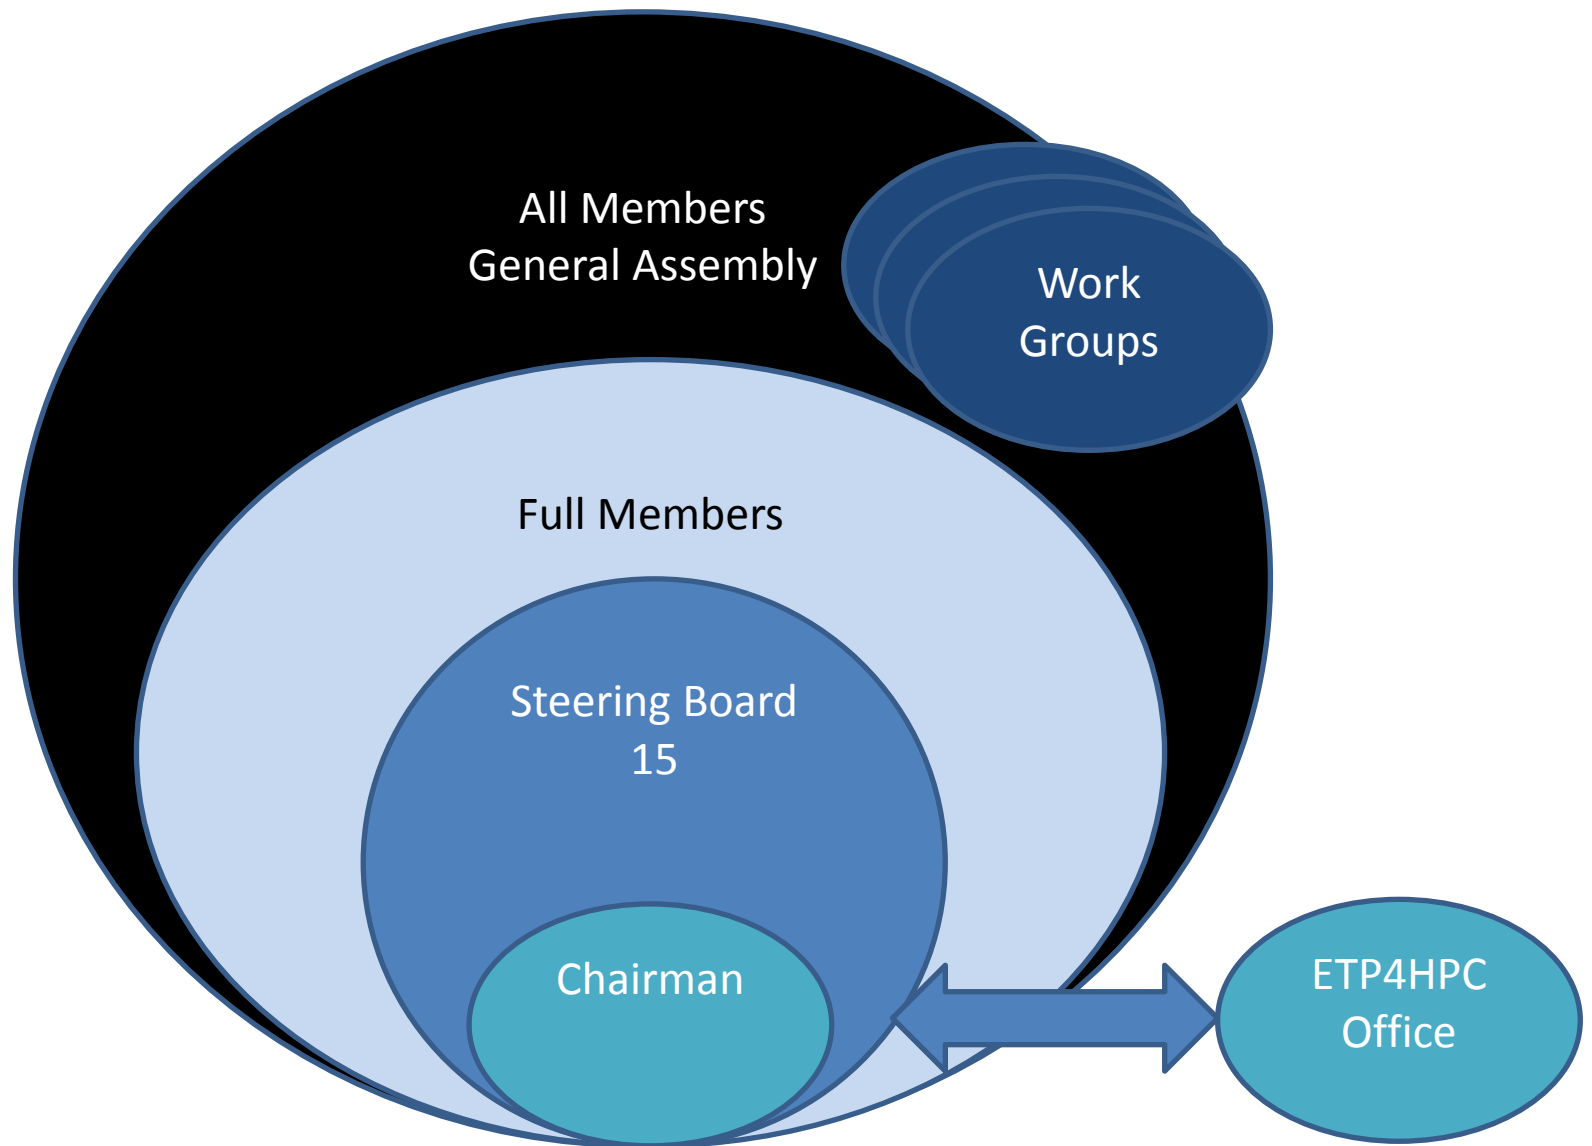 All Members
General Assembly
Work
Groups
Full Members
Steering Board
15
Chairman
ETP4HPC
Office